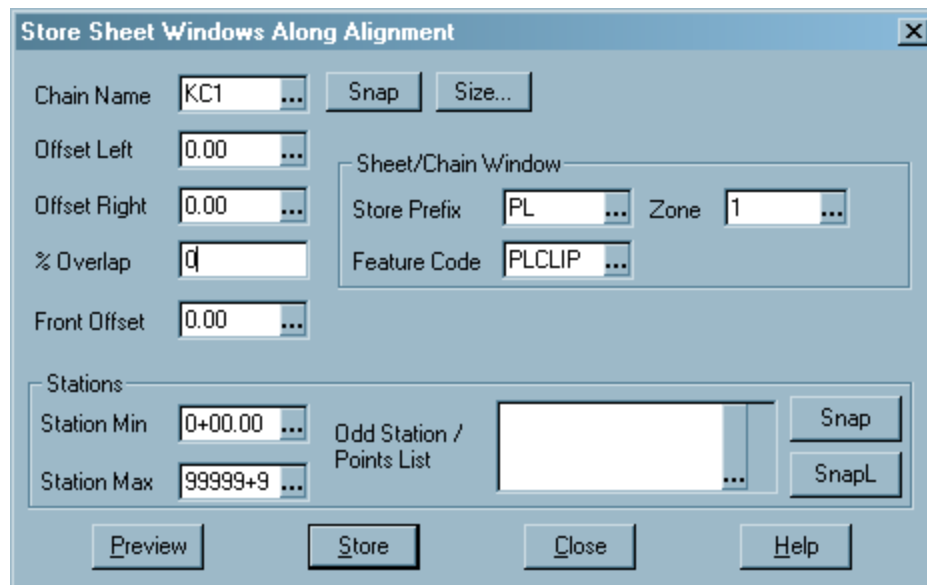 Store Sheet Windows Along Alignment
Chain Name KC1 ... Snap Size...
Offset Left 0.00 ...
Sheet/Chain Window
Offset Right 0.00 ... Store Prefix PL ... Zone 1 ...
% Overlap 0 Feature Code PLCLIP ...
Front Offset 0.00 ...
Stations
Station Min 0+00.00 ... Odd Station / Snap
Points List ...
Station Max 99999+9 ... SnapL
Preview Store Close Help